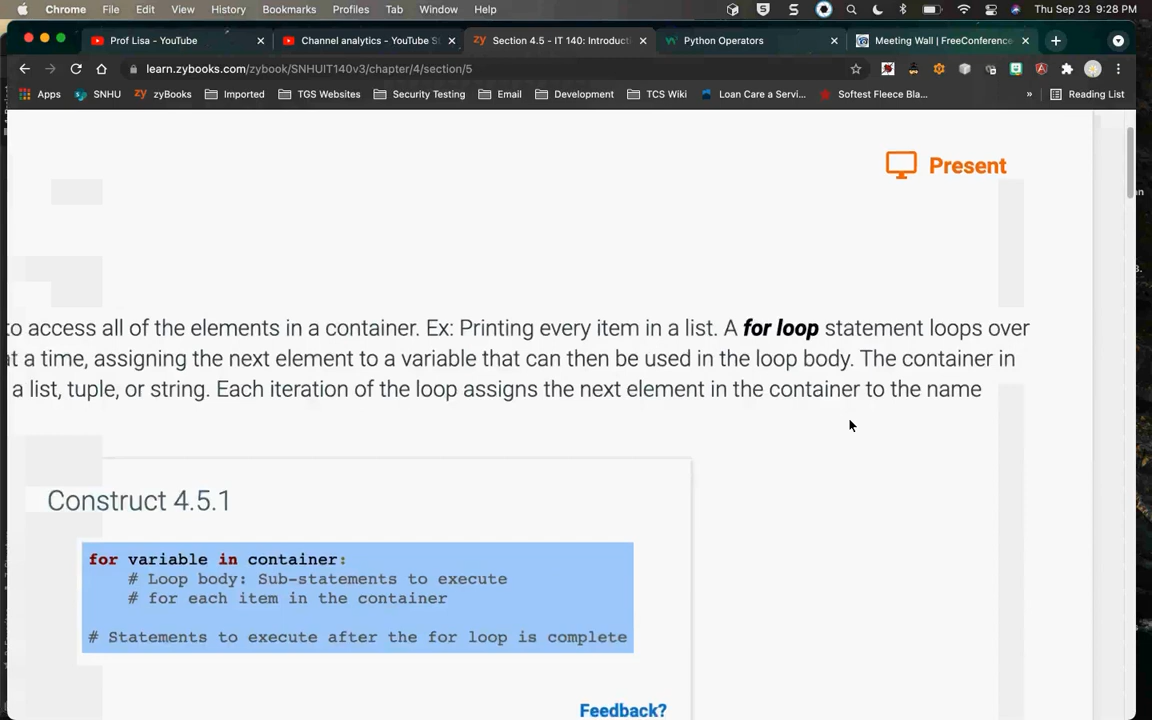 Chrome File Edit View History Bookmarks Profiles Tab Window Help Thu Sep 23 9:28 PM
Prof Lisa - YouTube Channel analytics - YouTube S Section 4.5 - IT 140: Introduct Python Operators Meeting Wall | FreeConference
learn.zybooks.com/zybook/SNHUIT140v3/chapter/4/section/5
Apps SNHU zyBooks Imported TGS Websites Security Testing Email Development TCS Wiki Loan Care a Servi... Softest Fleece Bla... » Reading List
Present
to access all of the elements in a container. Ex: Printing every item in a list. A for loop statement loops over
at a time, assigning the next element to a variable that can then be used in the loop body. The container in
a list, tuple, or string. Each iteration of the loop assigns the next element in the container to the name
Construct 4.5.1
for variable in container:
# Loop body: Sub-statements to execute
# for each item in the container
# Statements to execute after the for loop is complete
Feedback?